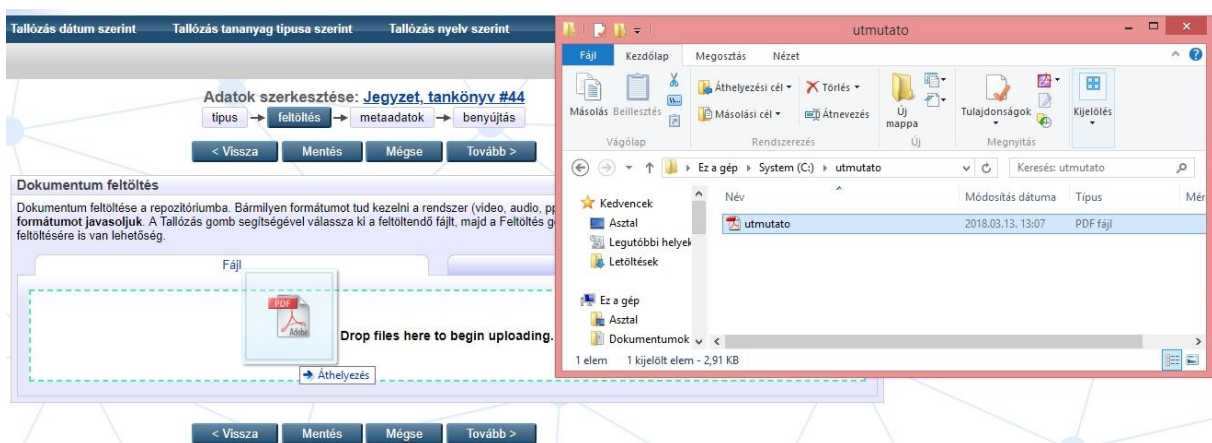 Tallózás dátum szerint Tallózás tananyag típusa szerint Tallózás nyelv szerint
Adatok szerkesztése: Jegyzet, tankönyv #44
típus feltöltés metaadatok benyújtás
< Vissza Mentés Mégse Tovább >
Dokumentum feltöltés
Dokumentum feltöltése a repozitóriumba. Bármilyen formátumot tud kezelni a rendszer (video, audio, pp
formátumot javasoljuk. A Tallózás gomb segítségével válassza ki a feltöltendő fájlt, majd a Feltöltés g
feltöltésére is van lehetőség.
Fájl
PDF
Adobe
Drop files here to begin uploading.
Áthelyezés
< Vissza Mentés Mégse Tovább >
utmutato
Fájl Kezdőlap Megosztás Nézet
Másolás Beillesztés Áthelyezési cél Törlés Új mappa Tulajdonságok Kijelölés
Másolási cél Átnevezés
Vágólap Rendszerezés Új Megnyitás
Ez a gép System (C:) utmutato Keresés: utmutato
Kedvencek
Asztal
Legutóbbi helyek
Letöltések
Ez a gép
Asztal
Dokumentumok
Név Módosítás dátuma Típus Mér
utmutato 2018.03.13. 13:07 PDF fájl
1 elem 1 kijelölt elem - 2,91 KB